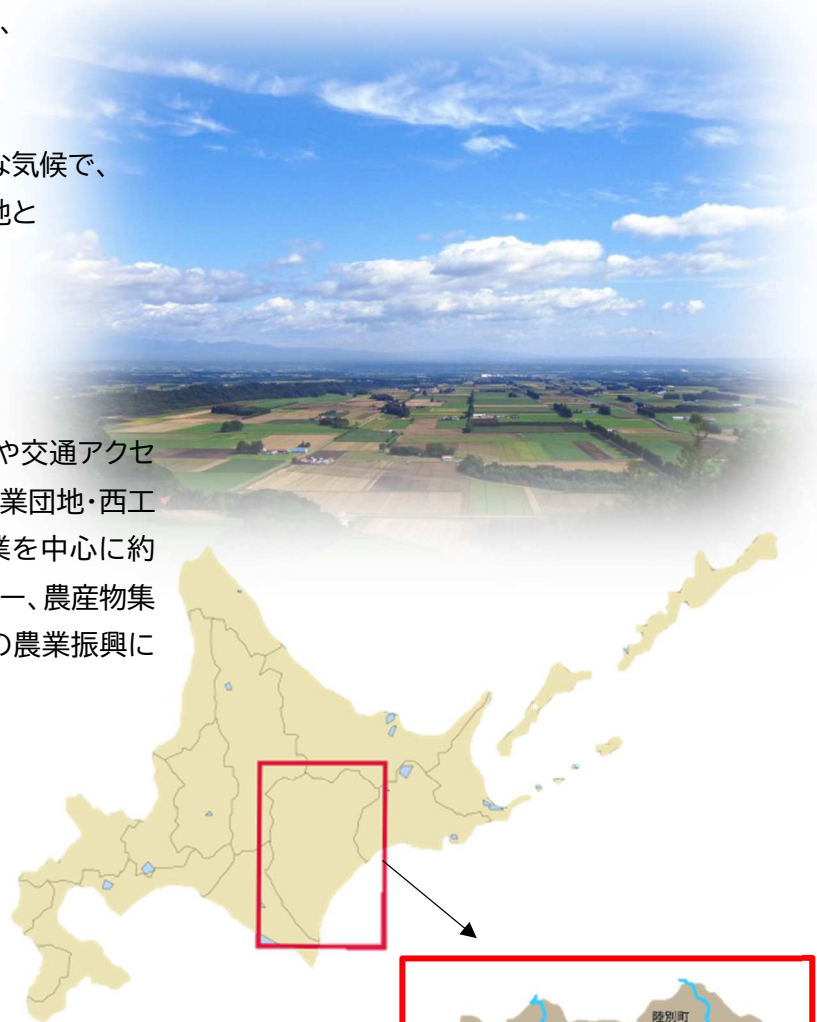 、
な気候で、
地と
や交通アクセ
業団地・西工
業を中心に約
ー、農産物集
の農業振興に
陸別町